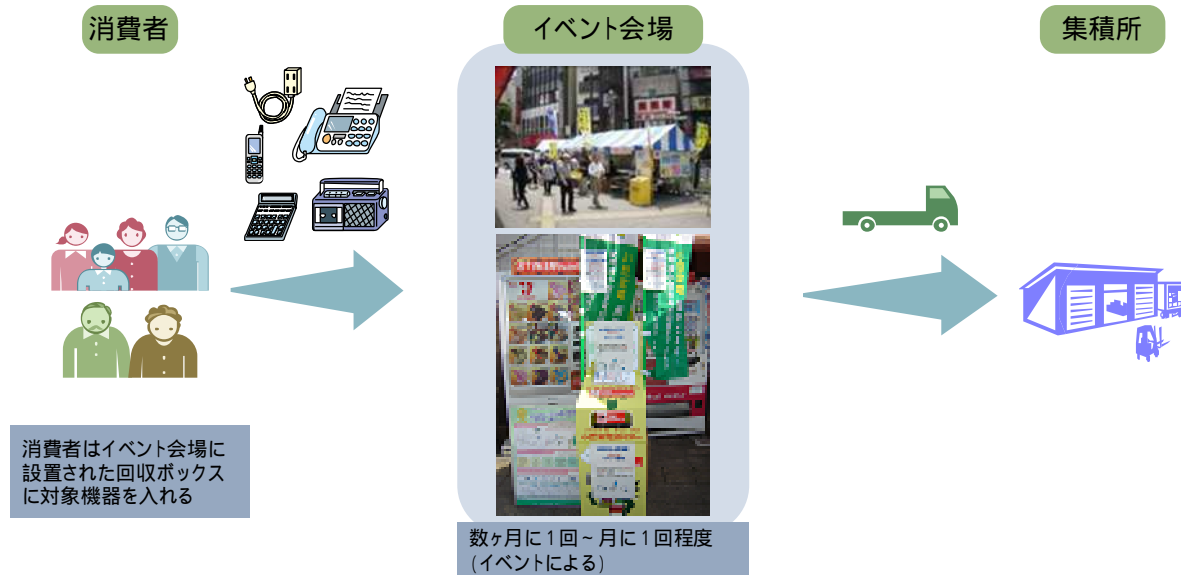 消費者
イベント会場
集積所
消費者はイベント会場に
設置された回収ボックス
に対象機器を入れる
数ヶ月に1回~月に1回程度
(イベントによる)